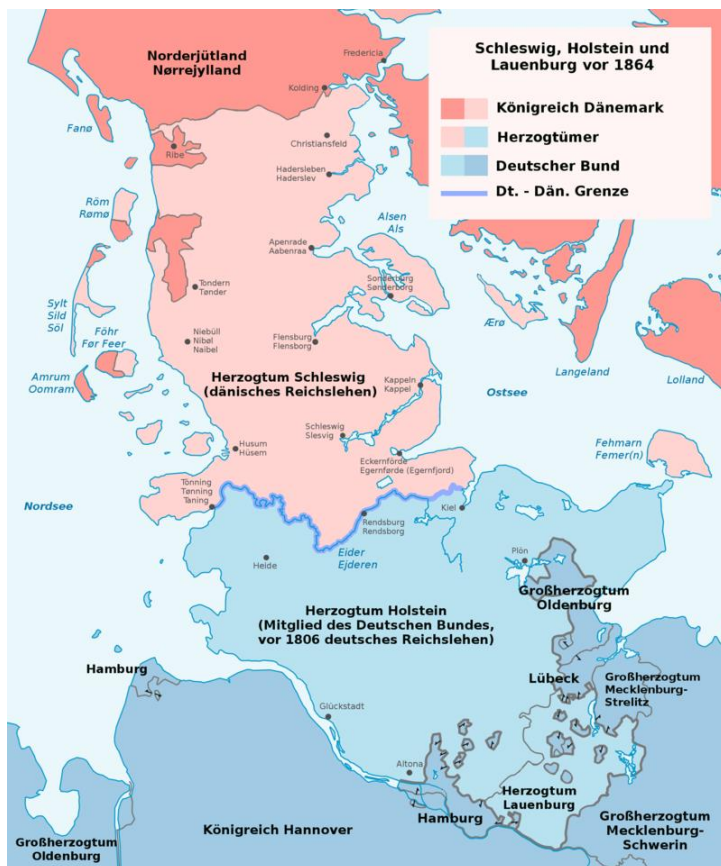 Schleswig, Holstein und
Lauenburg vor 1864
Königreich Dänemark
Herzogtümer
Deutscher Bund
Dt. - Dän. Grenze
Norderjütland
Nørrejylland
Fredericia
Kolding
Fanø
Ribe
Christiansfeld
Hadersleben
Haderslev
Röm
Rømø
Alsen
Als
Apenrade
Aabenraa
Sonderburg
Sønderborg
Tondern
Tønder
Sylt
Sild
Söl
Ærø
Niebüll
Nibøl
Naibel
Föhr
Før Feer
Flensburg
Flensborg
Langeland
Lolland
Amrum
Oomram
Herzogtum Schleswig
(dänisches Reichslehen)
Kappeln
Kappel
Ostsee
Schleswig
Slesvig
Husum
Hüsem
Eckernförde
Egernførde (Egernfjord)
Fehmarn
Femer(n)
Tönning
Tønning
Taning
Nordsee
Kiel
Rendsburg
Rendsborg
Eider
Ejderen
Heide
Plön
Großherzogtum
Oldenburg
Herzogtum Holstein
(Mitglied des Deutschen Bundes,
vor 1806 deutsches Reichslehen)
Hamburg
Lübeck
Großherzogtum
Mecklenburg-
Strelitz
Glückstadt
Altona
Herzogtum
Lauenburg
Hamburg
Königreich Hannover
Großherzogtum
Oldenburg
Großherzogtum
Mecklenburg-
Schwerin